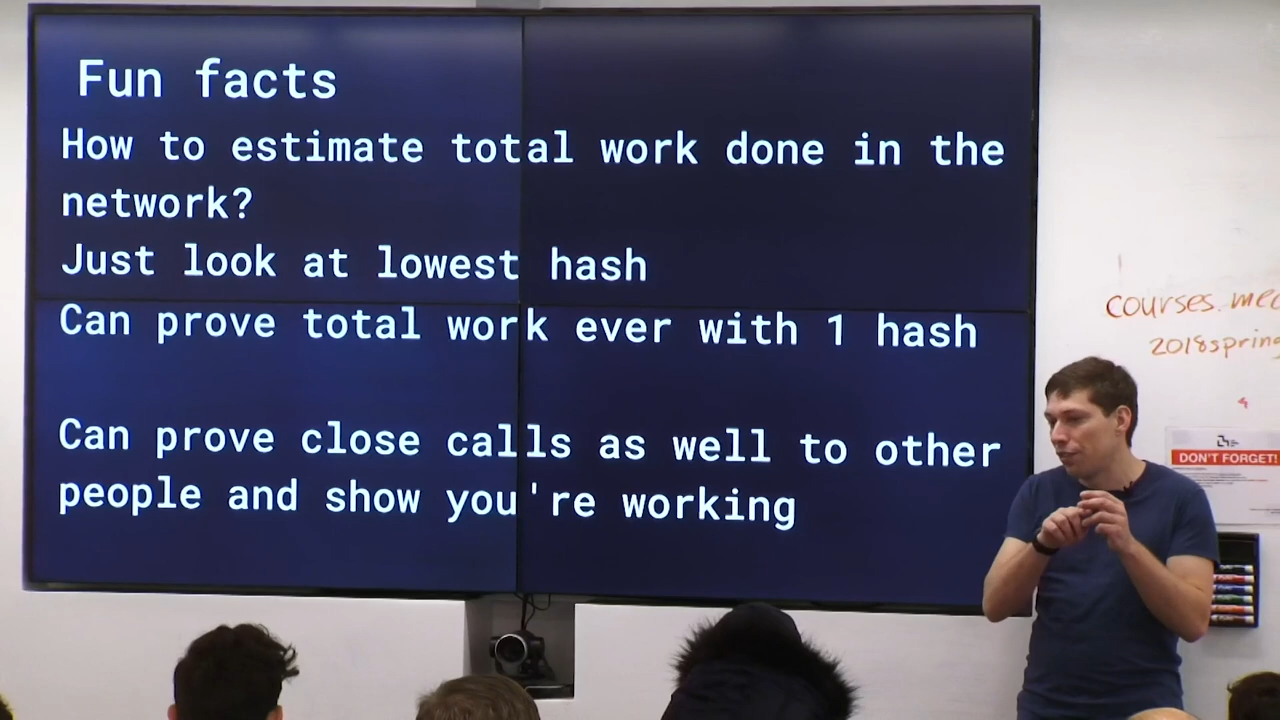 Fun facts
How to estimate total work done in the
network?
Just look at lowest hash
Can prove total work ever with 1 hash
Can prove close calls as well to other
people and show you're working
courses.me
2018spring
DON'T FORGET!